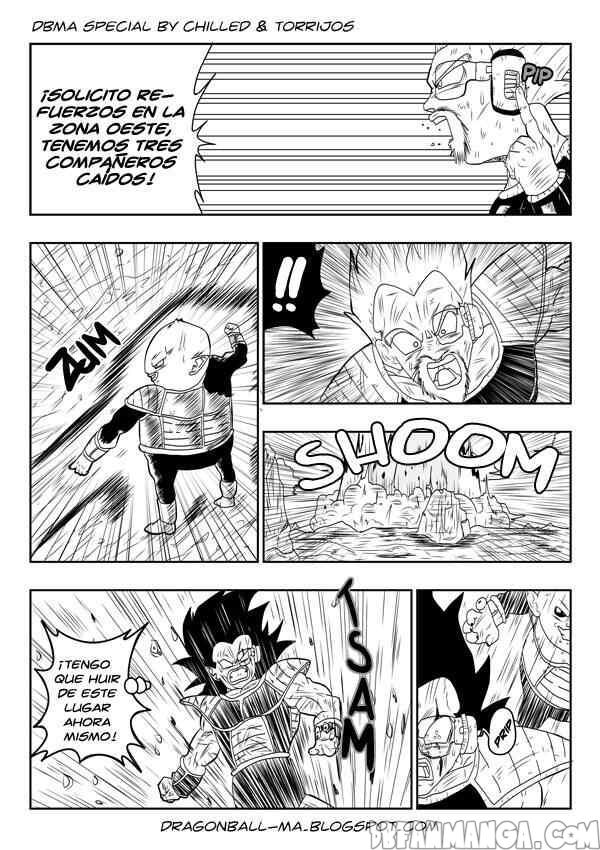 DBMA SPECIAL BY CHILLED & TORRIJOS
PIP
¡SOLICITO RE-
FUERZOS EN LA
ZONA OESTE,
TENEMOS TRES
COMPAÑEROS
CAÍDOS!
ZUM
!!
SHOOM
¡TENGO
QUE HUIR
DE ESTE
LUGAR
AHORA
MISMO!
TSAM
DRIP
DRAGONBALL-MA.BLOGSPOT.COM
DBFANMANGA.COM